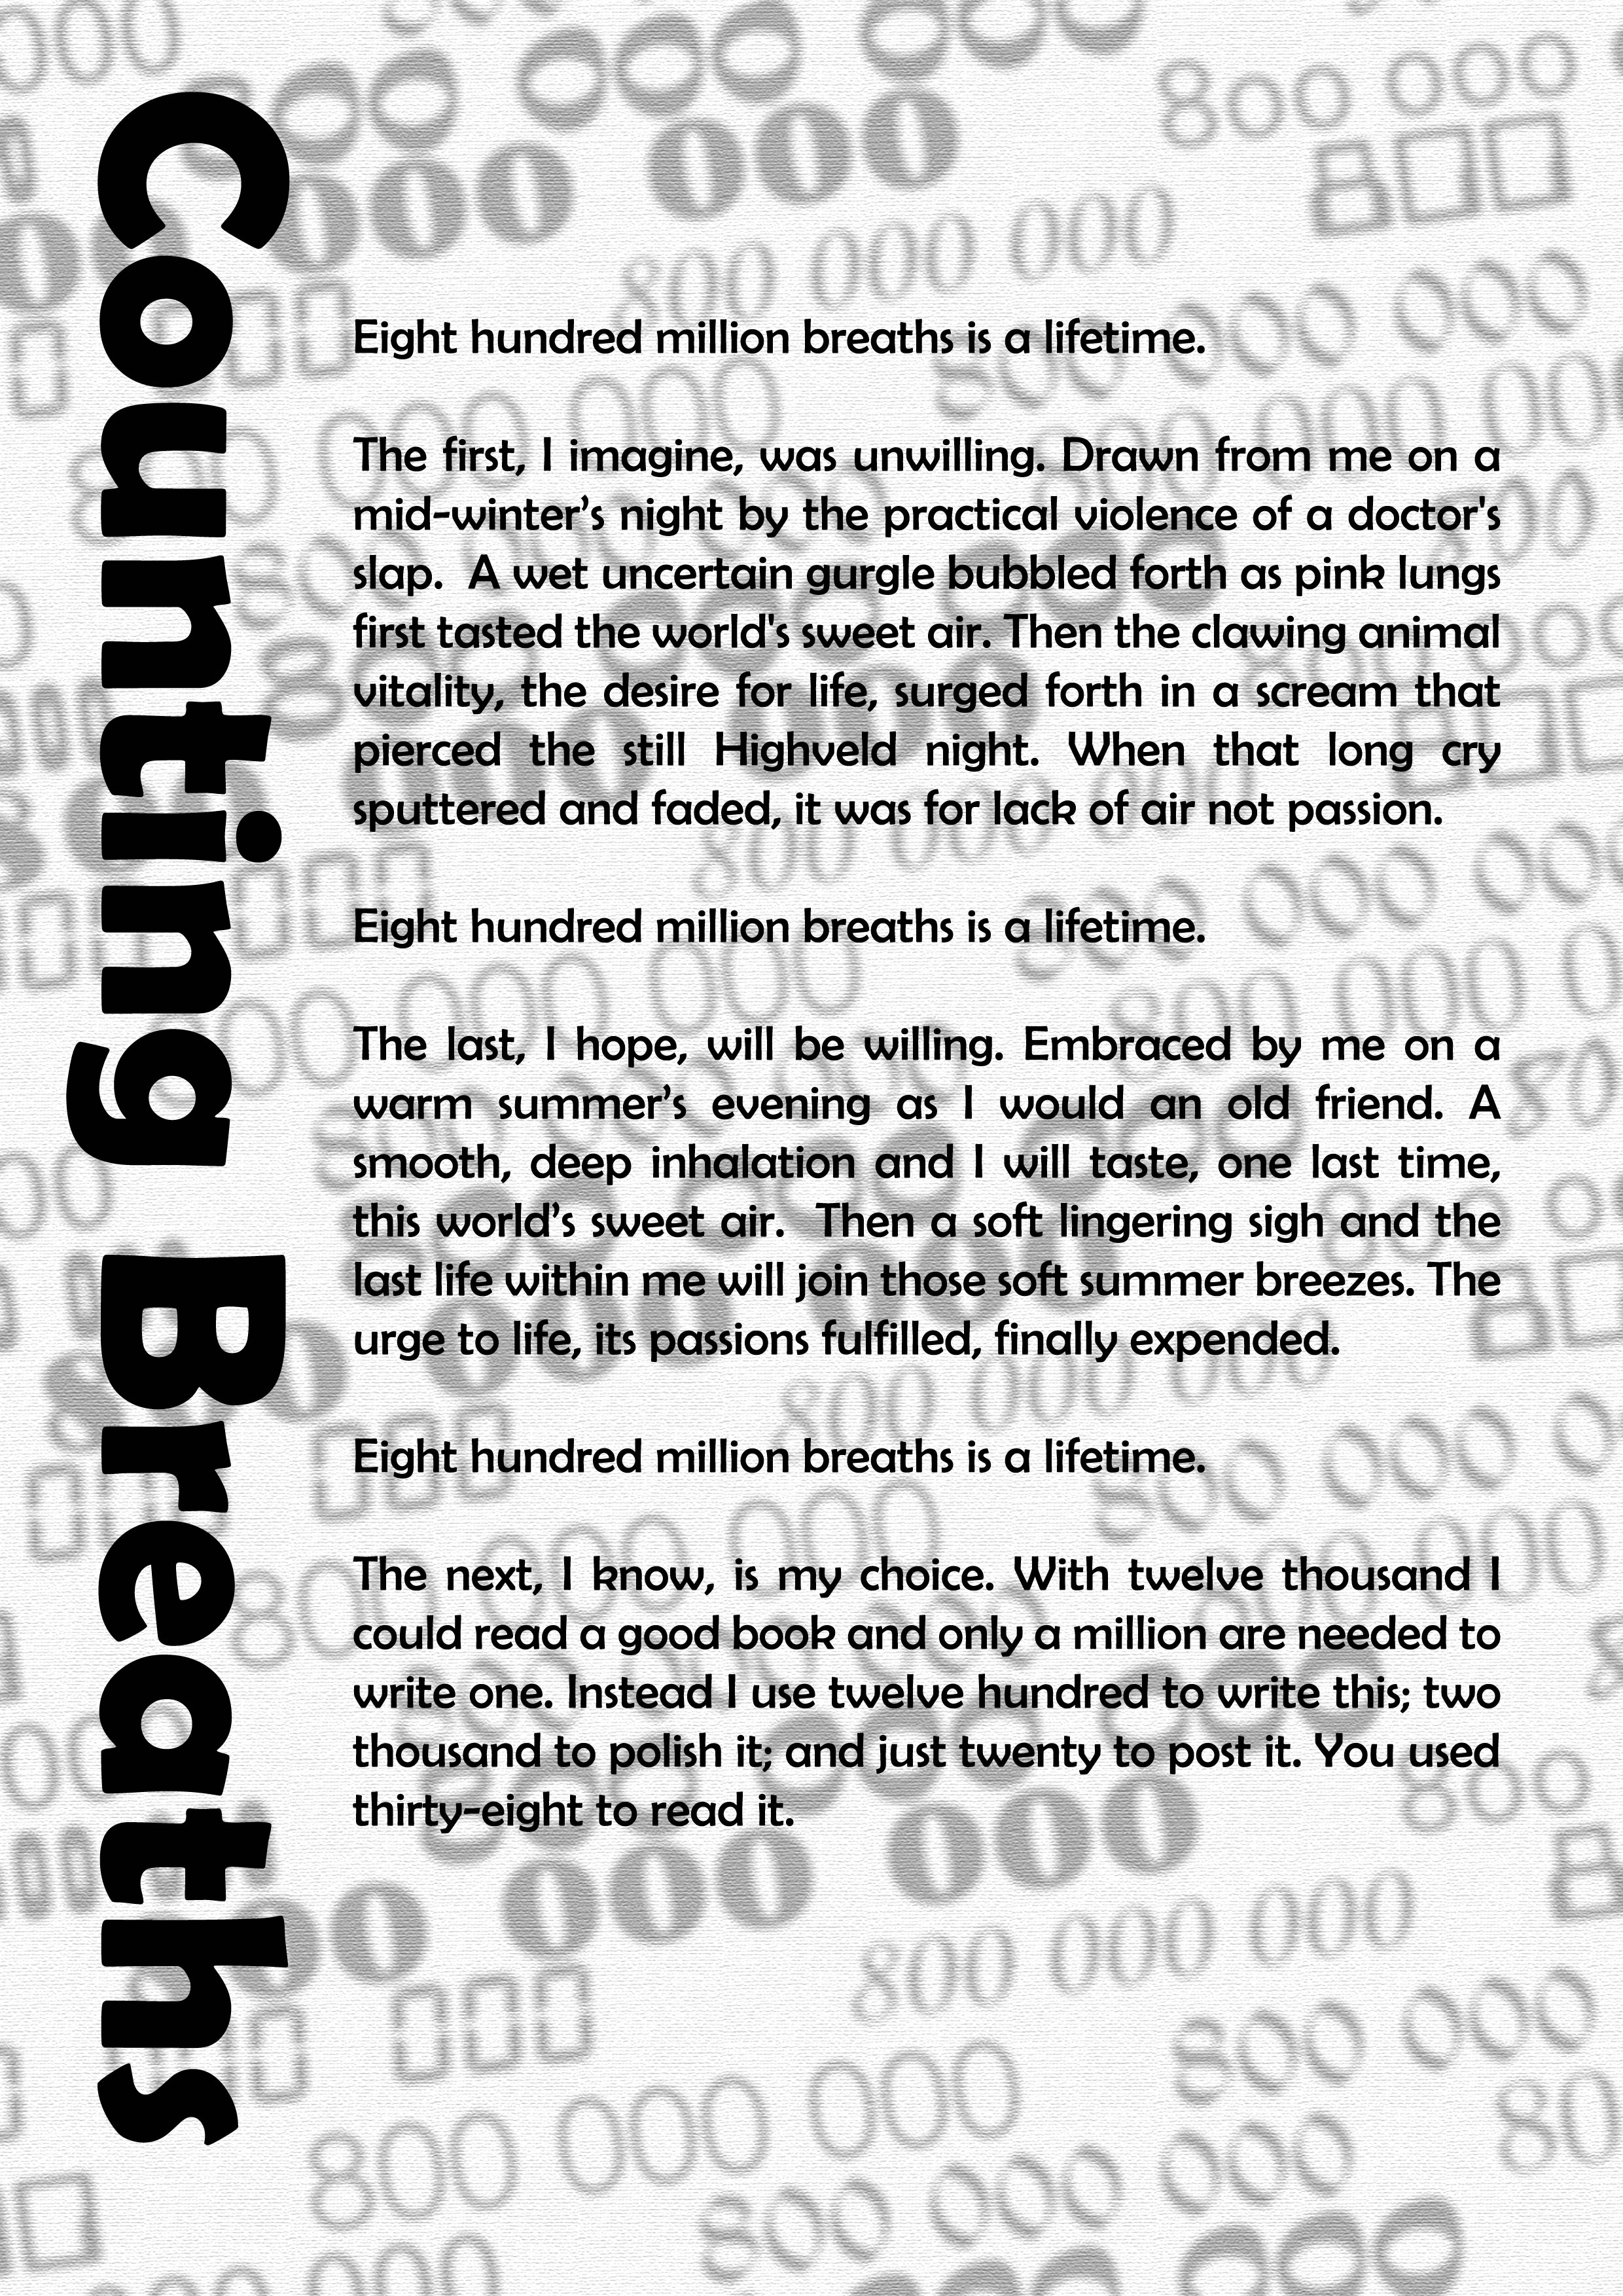 Counting Breaths
Eight hundred million breaths is a lifetime.
The first, I imagine, was unwilling. Drawn from me on a
mid-winter’s night by the practical violence of a doctor's
slap.  A wet uncertain gurgle bubbled forth as pink lungs
first tasted the world's sweet air. Then the clawing animal
vitality, the desire for life, surged forth in a scream that
pierced the still Highveld night. When that long cry
sputtered and faded, it was for lack of air not passion.
Eight hundred million breaths is a lifetime.
The last, I hope, will be willing. Embraced by me on a
warm summer’s evening as I would an old friend. A
smooth, deep inhalation and I will taste, one last time,
this world’s sweet air.  Then a soft lingering sigh and the
last life within me will join those soft summer breezes. The
urge to life, its passions fulfilled, finally expended.
Eight hundred million breaths is a lifetime.
The next, I know, is my choice. With twelve thousand I
could read a good book and only a million are needed to
write one. Instead I use twelve hundred to write this; two
thousand to polish it; and just twenty to post it. You used
thirty-eight to read it.